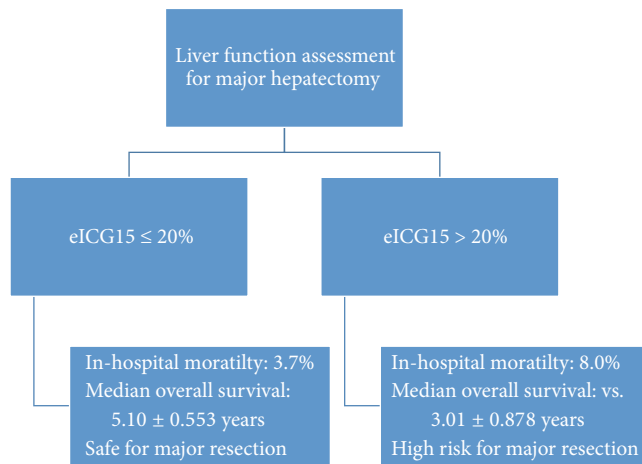 Liver function assessment
for major hepatectomy
eICG15 ≤ 20%
eICG15 > 20%
In-hospital moratilty: 3.7%
Median overall survival:
5.10 ± 0.553 years
Safe for major resection
In-hospital moratilty: 8.0%
Median overall survival: vs.
3.01 ± 0.878 years
High risk for major resection